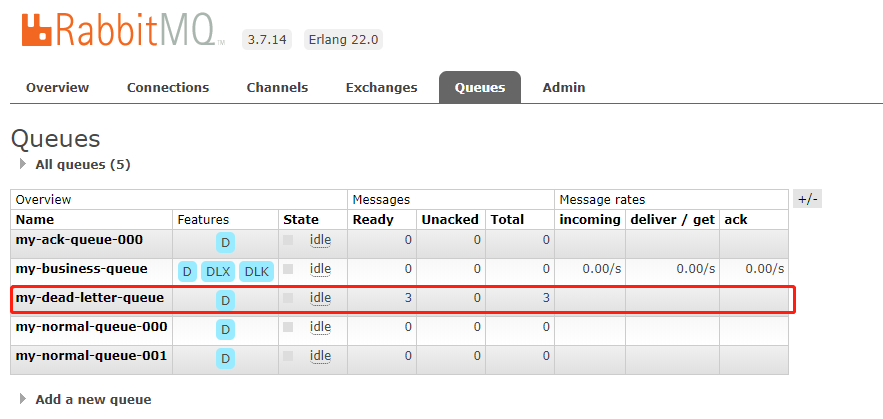 RabbitMQ TM 3.7.14 Erlang 22.0
Overview Connections Channels Exchanges Queues Admin
Queues
All queues (5)
Overview Messages Message rates +/-
Name Features State Ready Unacked Total incoming deliver / get ack
my-ack-queue-000 D idle 0 0 0
my-business-queue D DLX DLK idle 0 0 0 0.00/s 0.00/s 0.00/s
my-dead-letter-queue D idle 3 0 3
my-normal-queue-000 D idle 0 0 0
my-normal-queue-001 D idle 0 0 0
Add a new queue